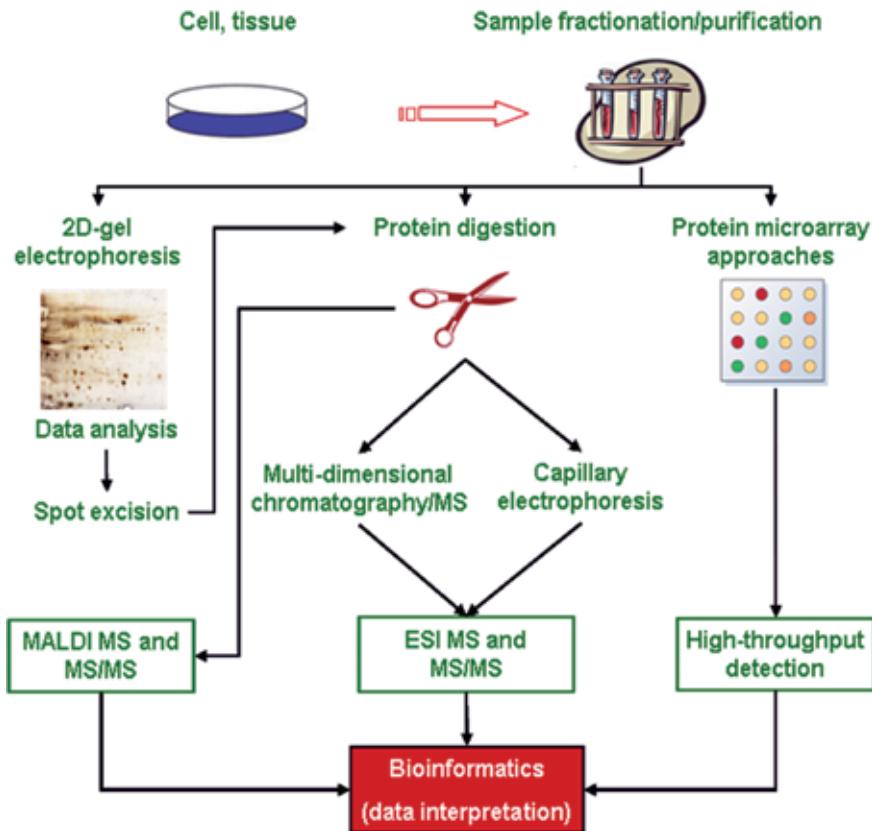 Cell, tissue
Sample fractionation/purification
2D-gel
electrophoresis
Protein digestion
Protein microarray
approaches
Data analysis
Spot excision
Multi-dimensional
chromatography/MS
Capillary
electrophoresis
MALDI MS and
MS/MS
ESI MS and
MS/MS
High-throughput
detection
Bioinformatics
(data interpretation)